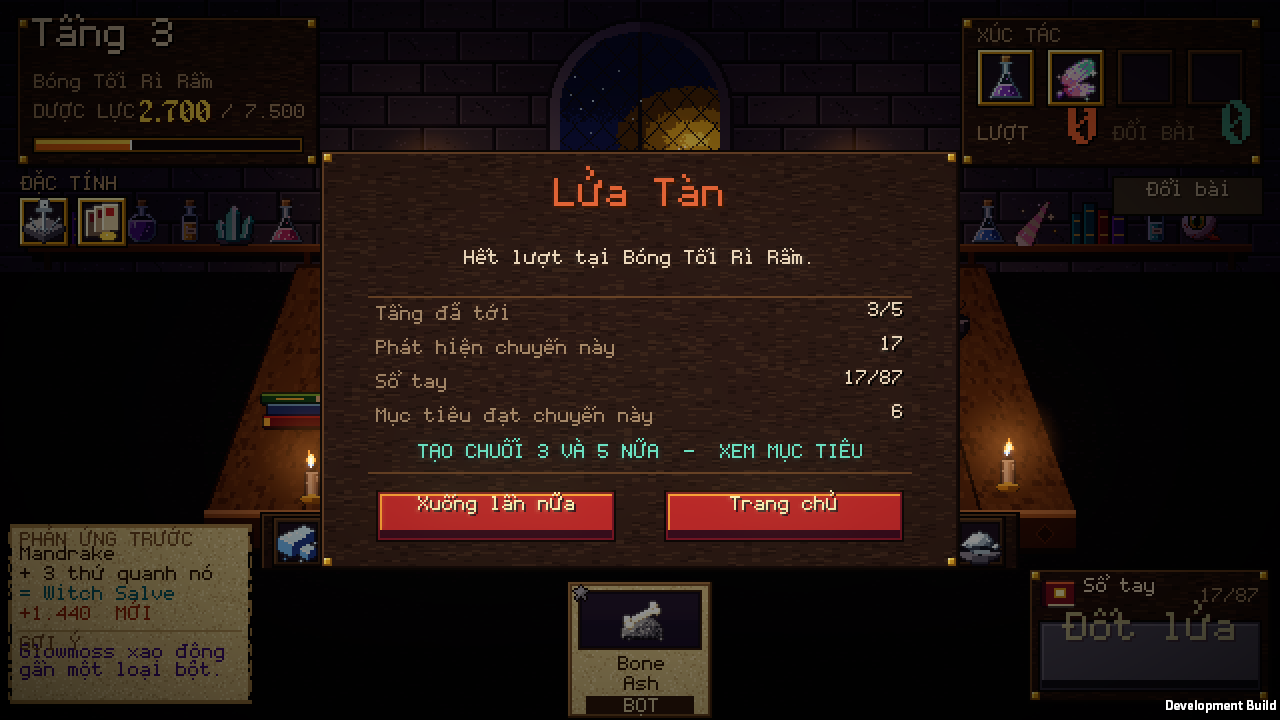 Tầng 3
Bóng Tối Rì Rầm
DƯỢC LỰC 2.700 / 7.500
ĐẶC TÍNH
XÚC TÁC
LƯỢT 0 ĐỔI BÀI 0
Đổi bài
Lửa Tàn
Hết lượt tại Bóng Tối Rì Rầm.
Tầng đã tới 3/5
Phát hiện chuyến này 17
Sổ tay 17/87
Mục tiêu đạt chuyến này 6
TẠO CHUỖI 3 VÀ 5 NỮA – XEM MỤC TIÊU
Xuống lần nữa
Trang chủ
PHẢN ỨNG TRƯỚC
Mandrake
+ 3 thứ quanh nó
= Witch Salve
+1.440 MỚI
GỢI Ý
Glowmoss xao động
gần một loại bột.
Bone
Ash
BỘT
Sổ tay 17/87
Đốt lửa
Development Build